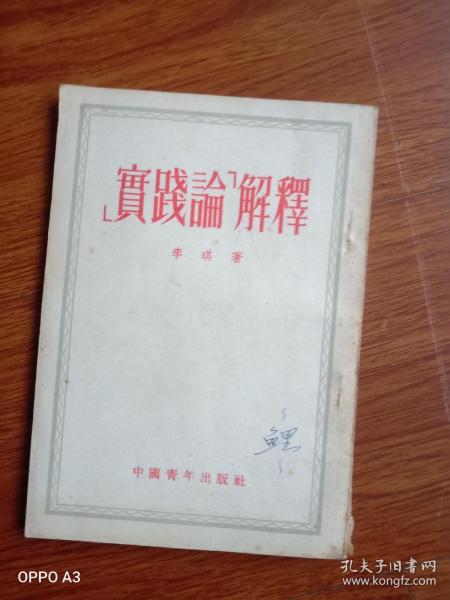 「實踐論」解釋
李琪著
鯉
中國青年出版社
OPPO A3
孔夫子旧书网
www.kongfz.com